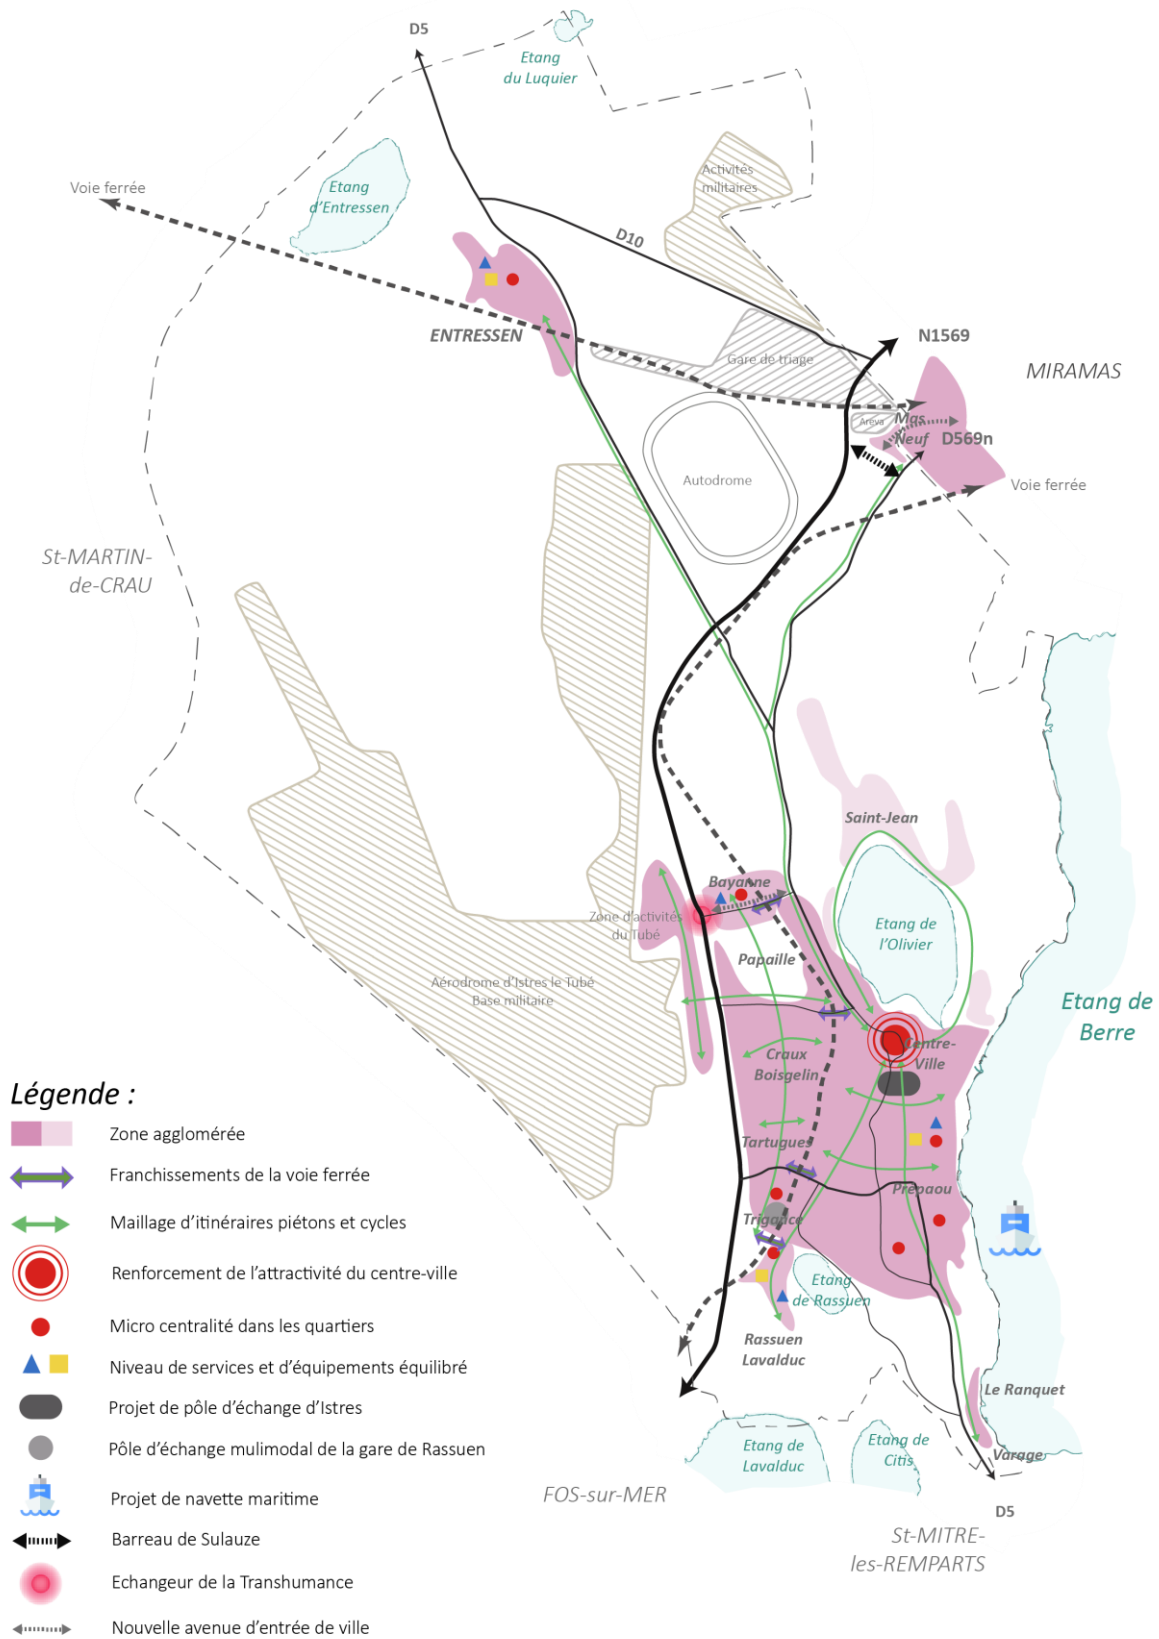 D5
Etang
du Luquier
Activités
militaires
Voie ferrée
Etang
d'Entressen
D10
ENTRESSEN
N1569
Gare de triage
MIRAMAS
Areva
Mas
Neuf
D569n
Autodrome
Voie ferrée
St-MARTIN-
de-CRAU
Saint-Jean
Bayanne
Zone d'activités
du Tubé
Etang de
l'Olivier
Papaille
Aérodrome d'Istres le Tubé
Base militaire
Etang de
Berre
Centre-
Ville
Craux
Boisgelin
Tartugues
Prépaou
Trigance
Etang
de Rassuen
Rassuen
Lavalduc
Le Ranquet
Etang de
Lavalduc
Etang de
Citis
Varage
FOS-sur-MER
D5
St-MITRE-
les-REMPARTS
Légende :
Zone agglomérée
Franchissements de la voie ferrée
Maillage d'itinéraires piétons et cycles
Renforcement de l'attractivité du centre-ville
Micro centralité dans les quartiers
Niveau de services et d'équipements équilibré
Projet de pôle d'échange d'Istres
Pôle d'échange mulimodal de la gare de Rassuen
Projet de navette maritime
Barreau de Sulauze
Echangeur de la Transhumance
Nouvelle avenue d'entrée de ville